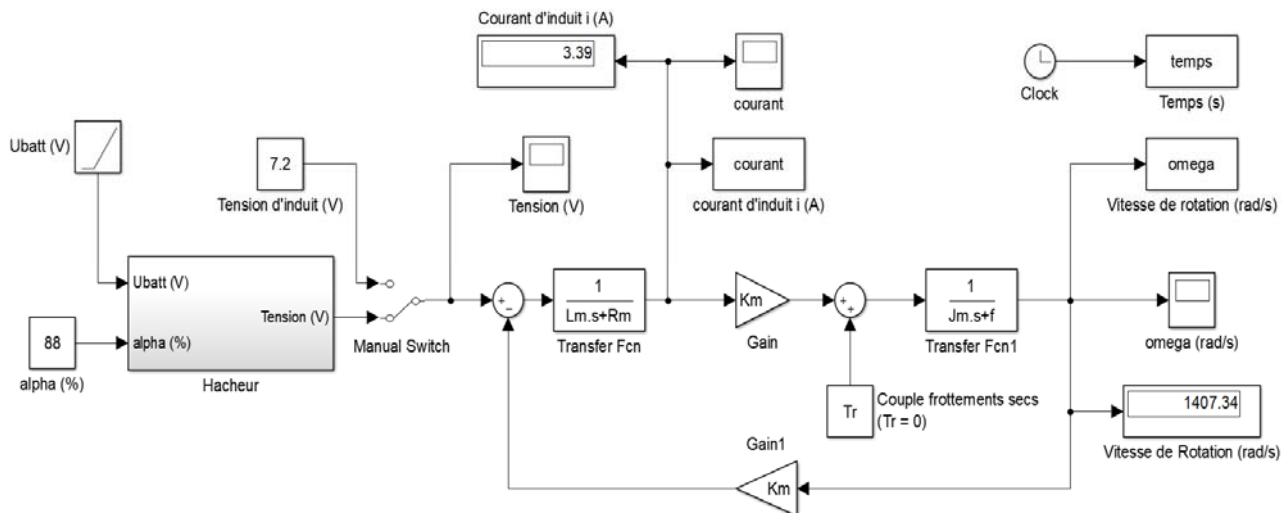 Courant d'induit i (A)
3.39
courant
Clock
temps
Temps (s)
Ubatt (V)
7.2
Tension d'induit (V)
Tension (V)
courant
courant d'induit i (A)
omega
Vitesse de rotation (rad/s)
Ubatt (V)
Tension (V)
alpha (%)
Hacheur
88
alpha (%)
Manual Switch
+
−
1
Lm.s+Rm
Transfer Fcn
Km
Gain
+
+
1
Jm.s+f
Transfer Fcn1
omega (rad/s)
Tr
Couple frottements secs
(Tr = 0)
1407.34
Vitesse de Rotation (rad/s)
Gain1
Km